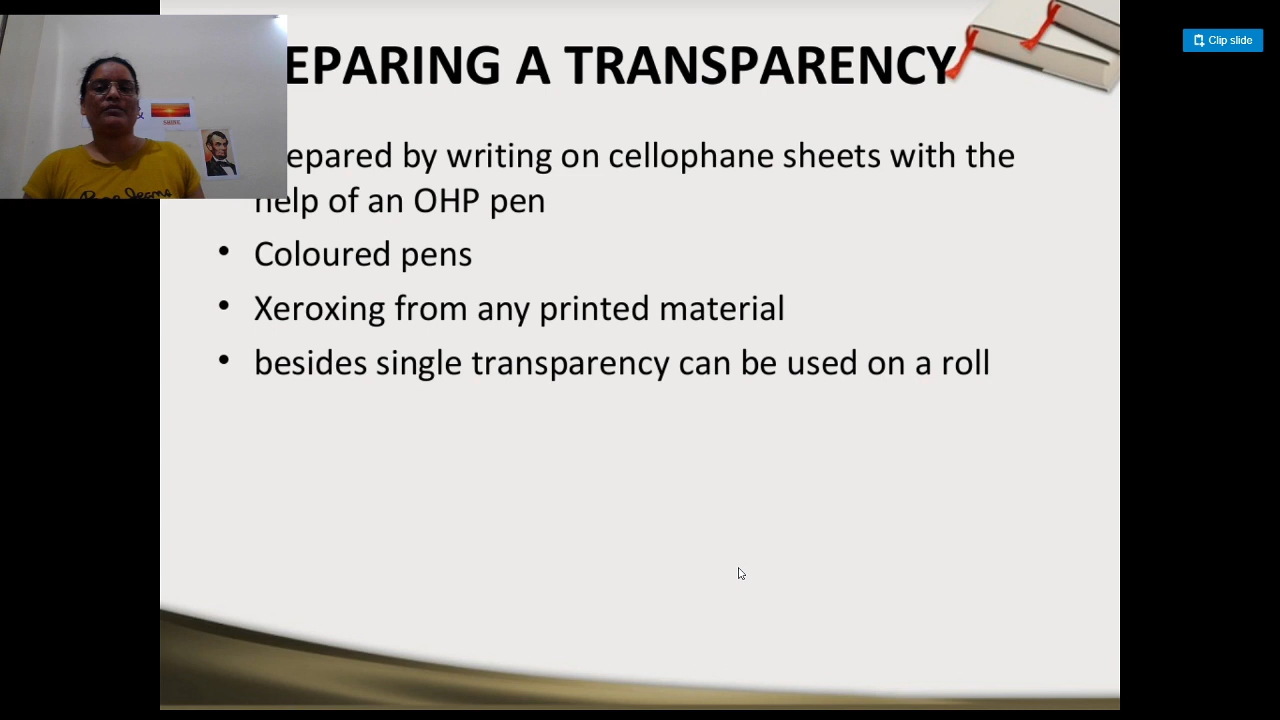 EPARING A TRANSPARENCY
epared by writing on cellophane sheets with the
help of an OHP pen
• Coloured pens
• Xeroxing from any printed material
• besides single transparency can be used on a roll
Clip slide
&